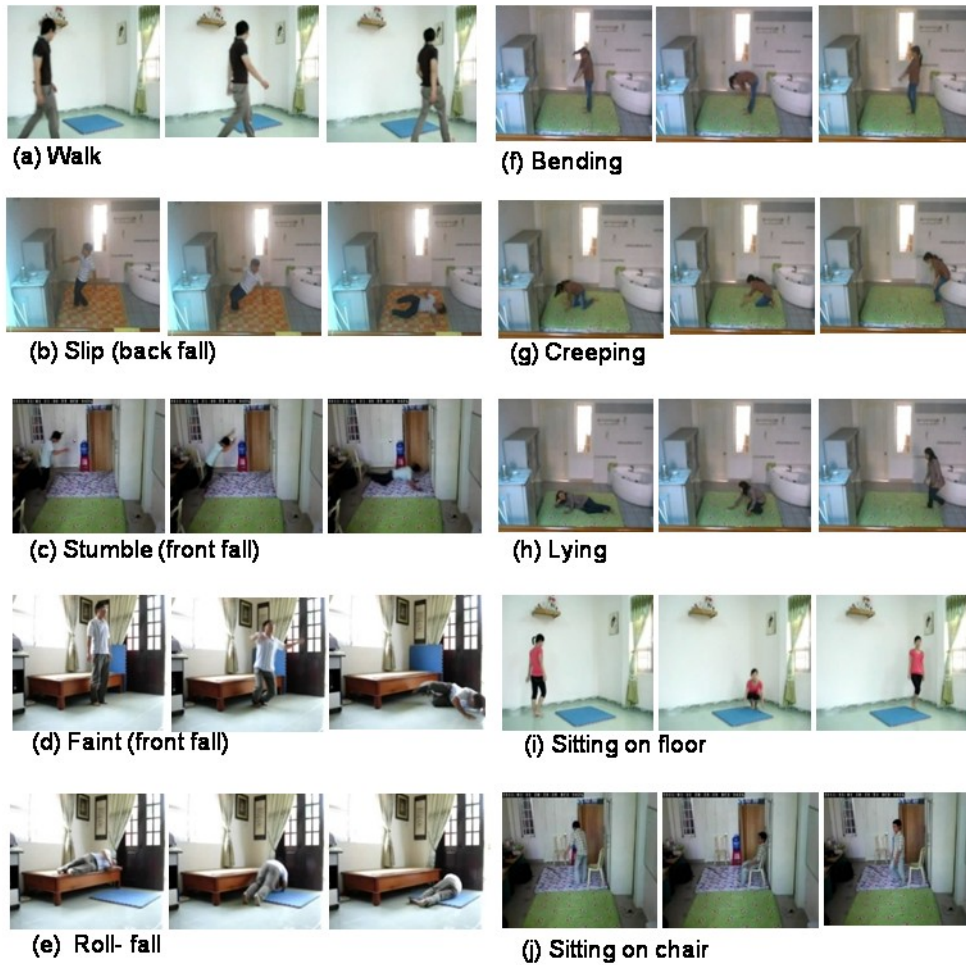 (a) Walk
(f) Bending
(b) Slip (back fall)
(g) Creeping
(c) Stumble (front fall)
(h) Lying
(d) Faint (front fall)
(i) Sitting on floor
(e) Roll- fall
(j) Sitting on chair